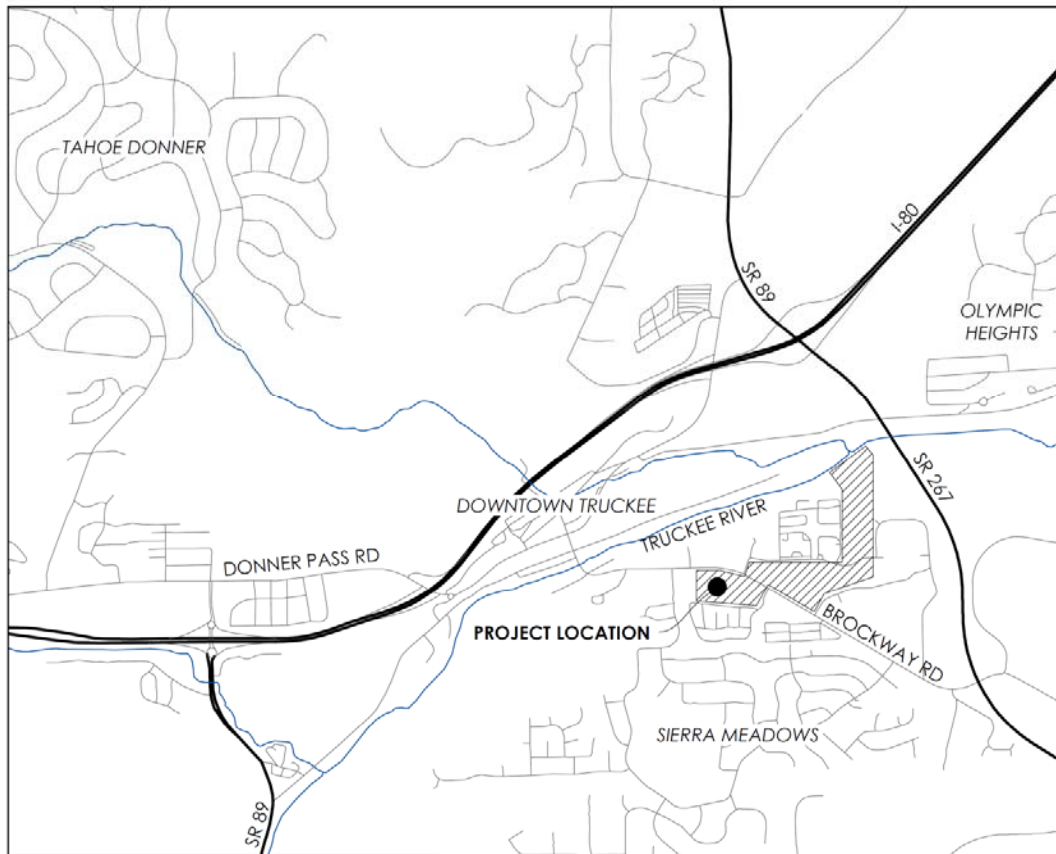 TAHOE DONNER
I-80
SR 89
OLYMPIC
HEIGHTS
SR 267
DOWNTOWN TRUCKEE
TRUCKEE RIVER
DONNER PASS RD
PROJECT LOCATION
BROCKWAY RD
SIERRA MEADOWS
SR 89